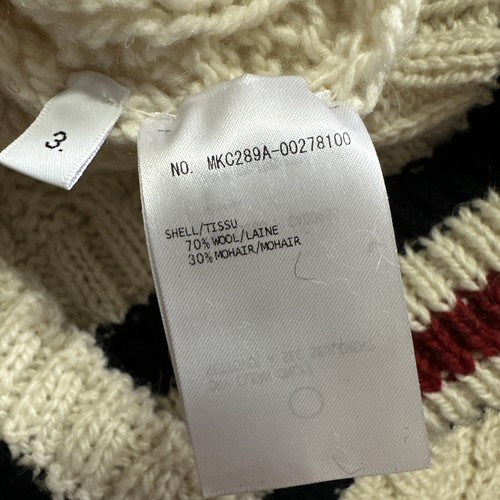 3.
NO. MKC289A-00278100
SHELL/TISSU
70% WOOL/LAINE
30% MOHAIR/MOHAIR